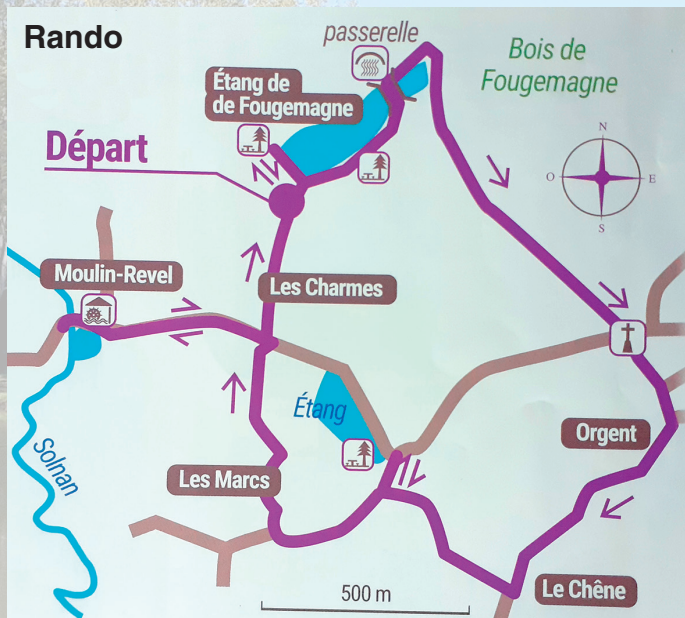 Rando
passerelle
Bois de
Fougemagne
Étang de
de Fougemagne
Départ
N
O
E
S
Moulin-Revel
Les Charmes
Étang
Orgent
Solnan
Les Marcs
Le Chêne
500 m